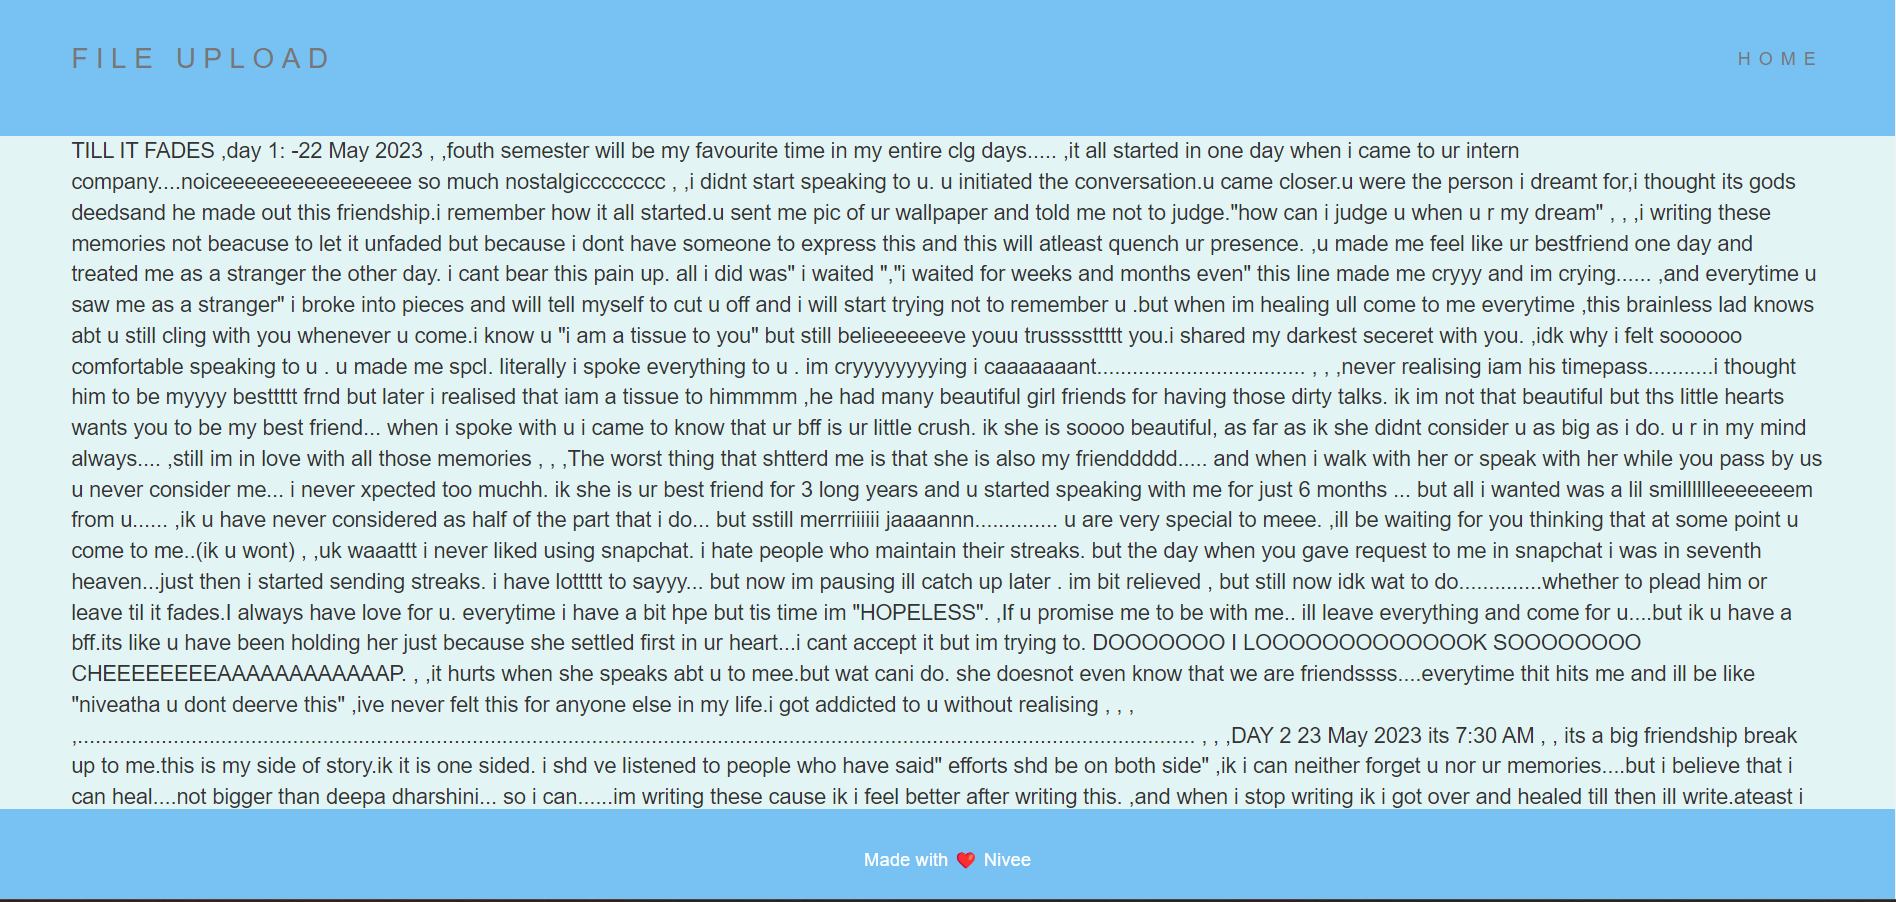 FILE UPLOAD
HOME
TILL IT FADES ,day 1: -22 May 2023 , ,fouth semester will be my favourite time in my entire clg days..... ,it all started in one day when i came to ur intern
company....noiceeeeeeeeeeeeeeee so much nostalgicccccccc , ,i didnt start speaking to u. u initiated the conversation.u came closer.u were the person i dreamt for,i thought its gods
deedsand he made out this friendship.i remember how it all started.u sent me pic of ur wallpaper and told me not to judge."how can i judge u when u r my dream" , , ,i writing these
memories not beacuse to let it unfaded but because i dont have someone to express this and this will atleast quench ur presence. ,u made me feel like ur bestfriend one day and
treated me as a stranger the other day. i cant bear this pain up. all i did was" i waited ","i waited for weeks and months even" this line made me cryyy and im crying...... ,and everytime u
saw me as a stranger" i broke into pieces and will tell myself to cut u off and i will start trying not to remember u .but when im healing ull come to me everytime ,this brainless lad knows
abt u still cling with you whenever u come.i know u "i am a tissue to you" but still belieeeeeeve youu trussssttttt you.i shared my darkest seceret with you. ,idk why i felt soooooo
comfortable speaking to u . u made me spcl. literally i spoke everything to u . im cryyyyyyyying i caaaaaaant................................... , , ,never realising iam his timepass...........i thought
him to be myyyy besttttt frnd but later i realised that iam a tissue to himmmm ,he had many beautiful girl friends for having those dirty talks. ik im not that beautiful but ths little hearts
wants you to be my best friend... when i spoke with u i came to know that ur bff is ur little crush. ik she is soooo beautiful, as far as ik she didnt consider u as big as i do. u r in my mind
always.... ,still im in love with all those memories , , ,The worst thing that shtterd me is that she is also my frienddddd..... and when i walk with her or speak with her while you pass by us
u never consider me... i never xpected too muchh. ik she is ur best friend for 3 long years and u started speaking with me for just 6 months ... but all i wanted was a lil smilllllleeeeeeem
from u...... ,ik u have never considered as half of the part that i do... but sstill merrriiiiii jaaaannn.............. u are very special to meee. ,ill be waiting for you thinking that at some point u
come to me..(ik u wont) , ,uk waaattt i never liked using snapchat. i hate people who maintain their streaks. but the day when you gave request to me in snapchat i was in seventh
heaven...just then i started sending streaks. i have lottttt to sayyy... but now im pausing ill catch up later . im bit relieved , but still now idk wat to do..............whether to plead him or
leave til it fades.I always have love for u. everytime i have a bit hpe but tis time im "HOPELESS". ,If u promise me to be with me.. ill leave everything and come for u....but ik u have a
bff.its like u have been holding her just because she settled first in ur heart...i cant accept it but im trying to. DOOOOOOO I LOOOOOOOOOOOOOK SOOOOOOOO
CHEEEEEEEEAAAAAAAAAAAAP. , ,it hurts when she speaks abt u to mee.but wat cani do. she doesnot even know that we are friendssss....everytime thit hits me and ill be like
"niveatha u dont deerve this" ,ive never felt this for anyone else in my life.i got addicted to u without realising , , ,
,............................................................................................................................................................................................ , , ,DAY 2 23 May 2023 its 7:30 AM , , its a big friendship break
up to me.this is my side of story.ik it is one sided. i shd ve listened to people who have said" efforts shd be on both side" ,ik i can neither forget u nor ur memories....but i believe that i
can heal....not bigger than deepa dharshini... so i can......im writing these cause ik i feel better after writing this. ,and when i stop writing ik i got over and healed till then ill write.ateast i
Made with ❤️ Nivee